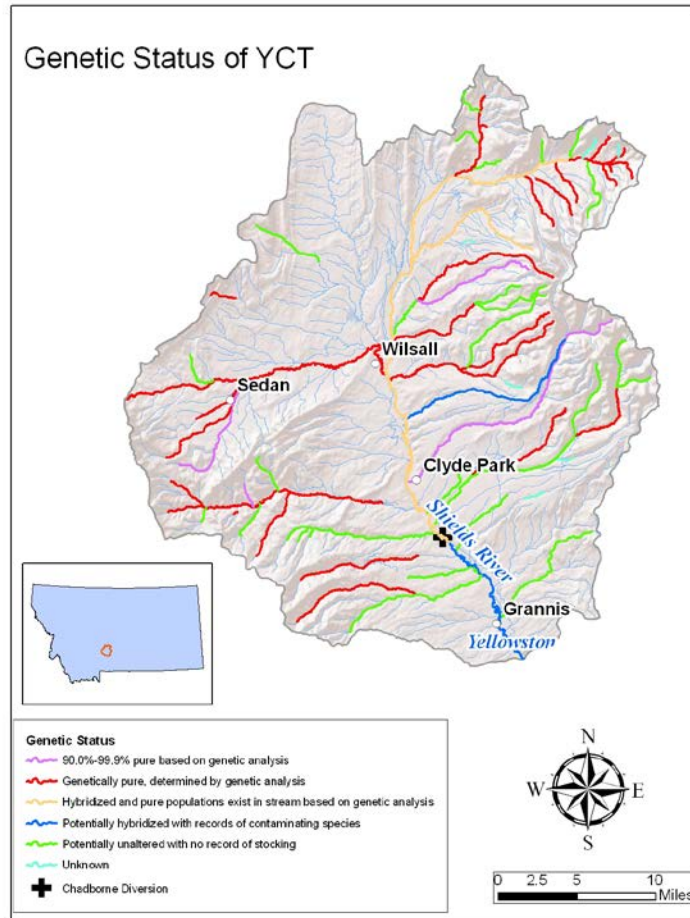 Genetic Status of YCT
Wilsall
Sedan
Clyde Park
Shields River
Grannis
Yellowston
Genetic Status
90.0%-99.9% pure based on genetic analysis
Genetically pure, determined by genetic analysis
Hybridized and pure populations exist in stream based on genetic analysis
Potentially hybridized with records of contaminating species
Potentially unaltered with no record of stocking
Unknown
Chadborne Diversion
N
W E
S
0 2.5 5 10
Miles